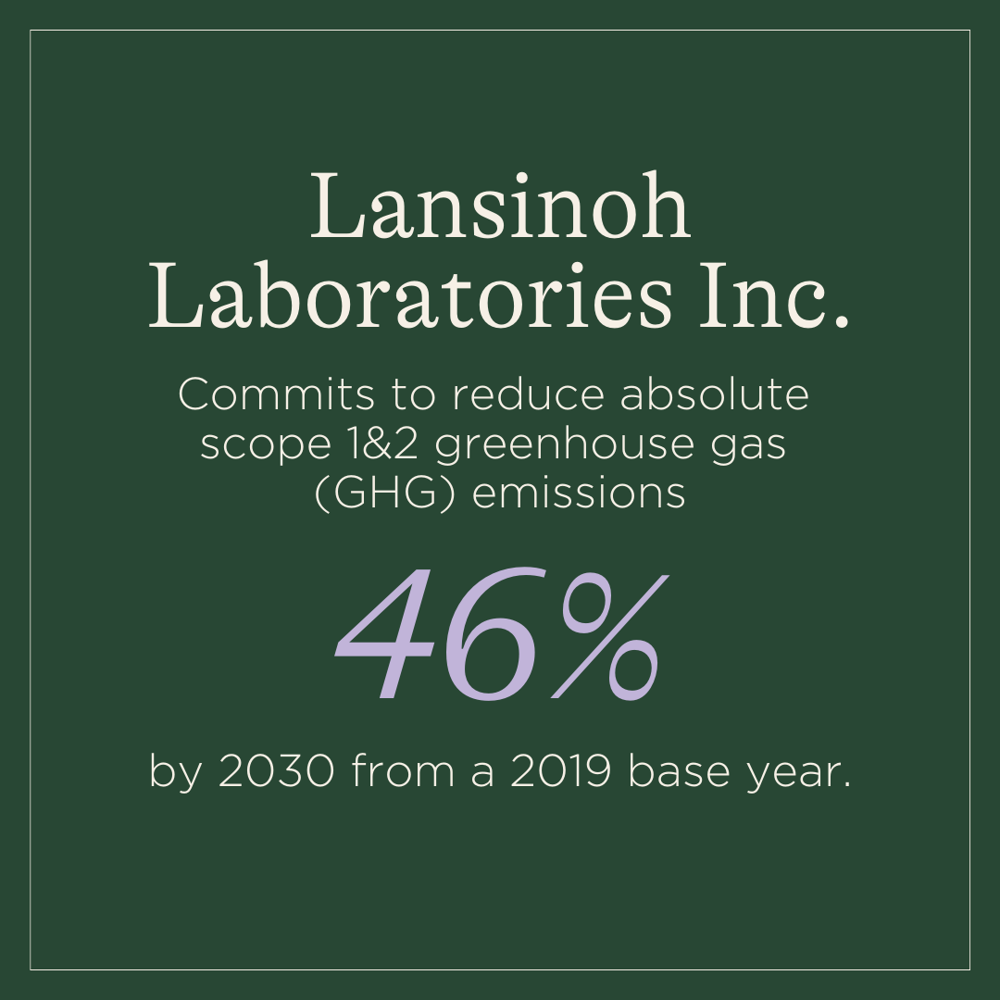 Lansinoh
Laboratories Inc.
Commits to reduce absolute
scope 1&2 greenhouse gas
(GHG) emissions
46%
by 2030 from a 2019 base year.